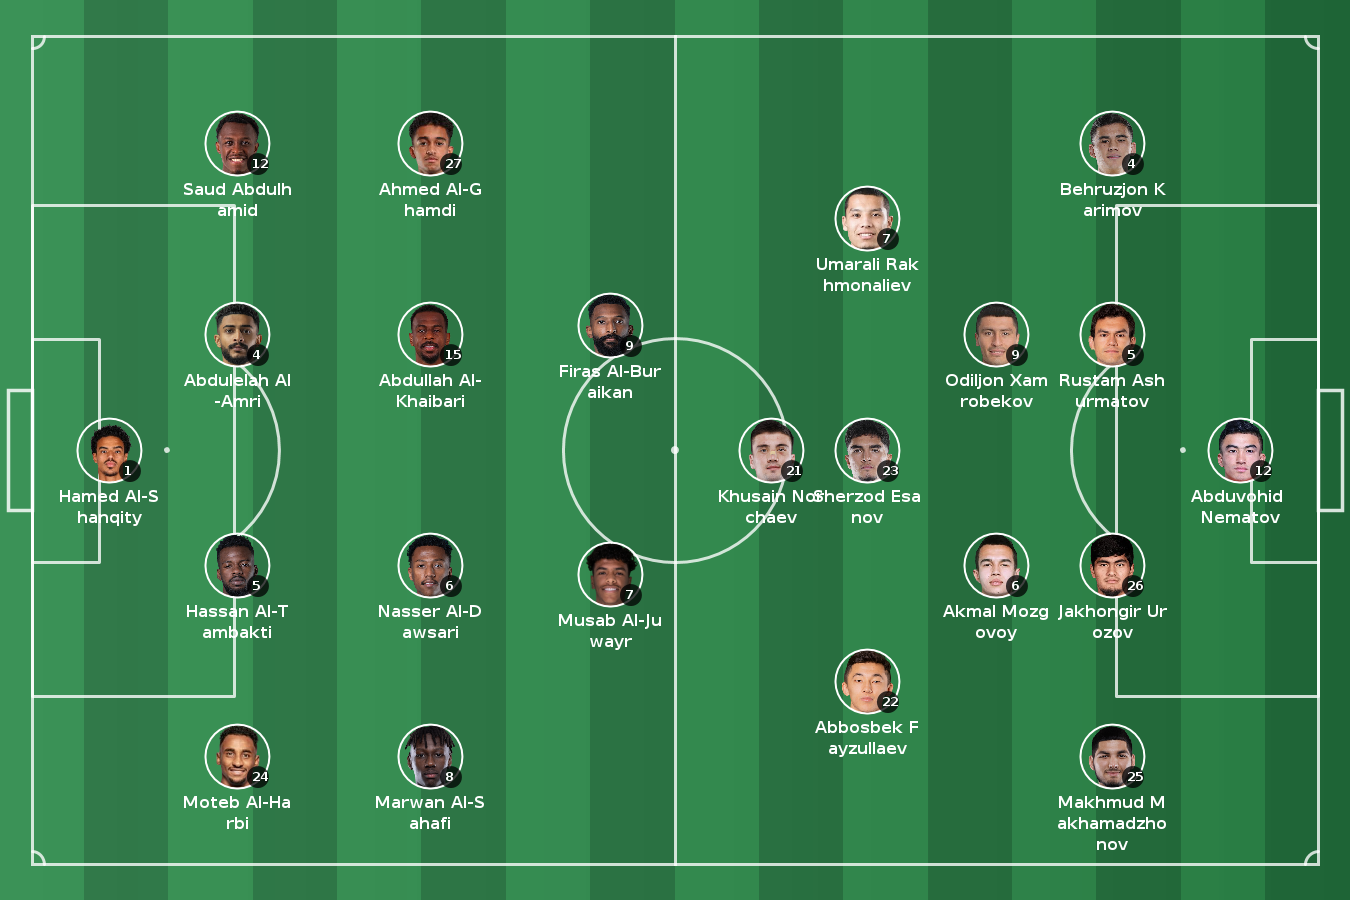 12
Saud Abdulh
amid
27
Ahmed Al-G
hamdi
4
Behruzjon K
arimov
7
Umarali Rak
hmonaliev
4
Abdulelah Al
-Amri
15
Abdullah Al-
Khaibari
9
Firas Al-Bur
aikan
9
Odiljon Xam
robekov
5
Rustam Ash
urmatov
1
Hamed Al-S
hanqity
21
Khusain Nor
chaev
23
Sherzod Esa
nov
12
Abduvohid
Nematov
5
Hassan Al-T
ambakti
6
Nasser Al-D
awsari
7
Musab Al-Ju
wayr
6
Akmal Mozg
ovoy
26
Jakhongir Ur
ozov
22
Abbosbek F
ayzullaev
24
Moteb Al-Ha
rbi
8
Marwan Al-S
ahafi
25
Makhmud M
akhamadzho
nov